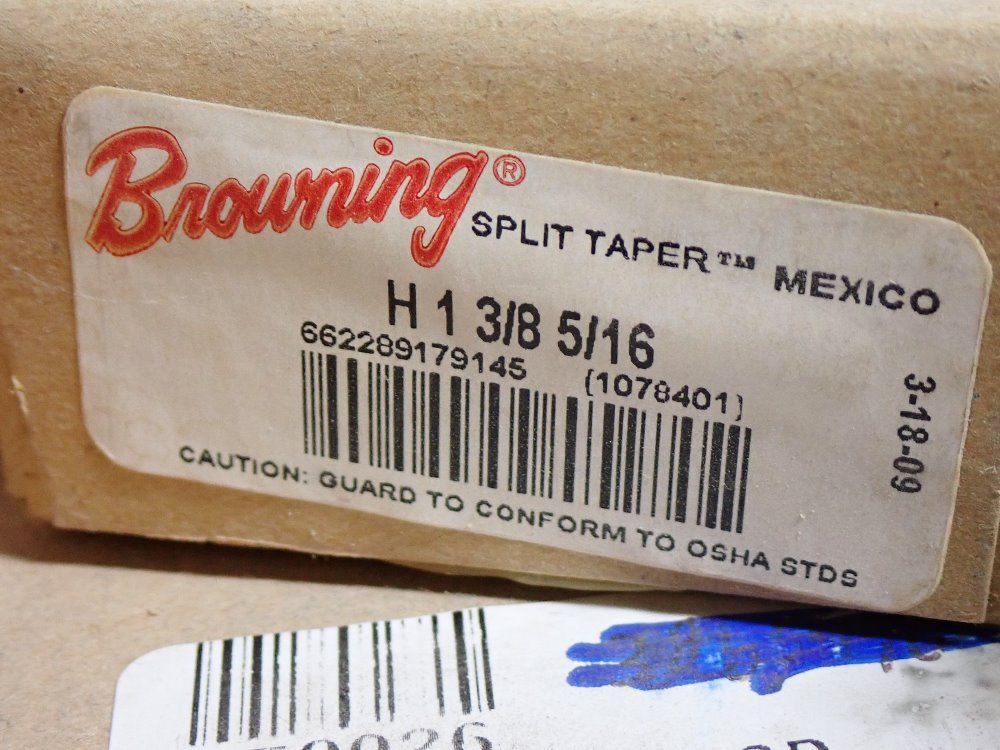 Browning® SPLIT TAPER™ MEXICO
H 1 3/8 5/16
662289179145 (1078401)
3-18-09
CAUTION: GUARD TO CONFORM TO OSHA STDS